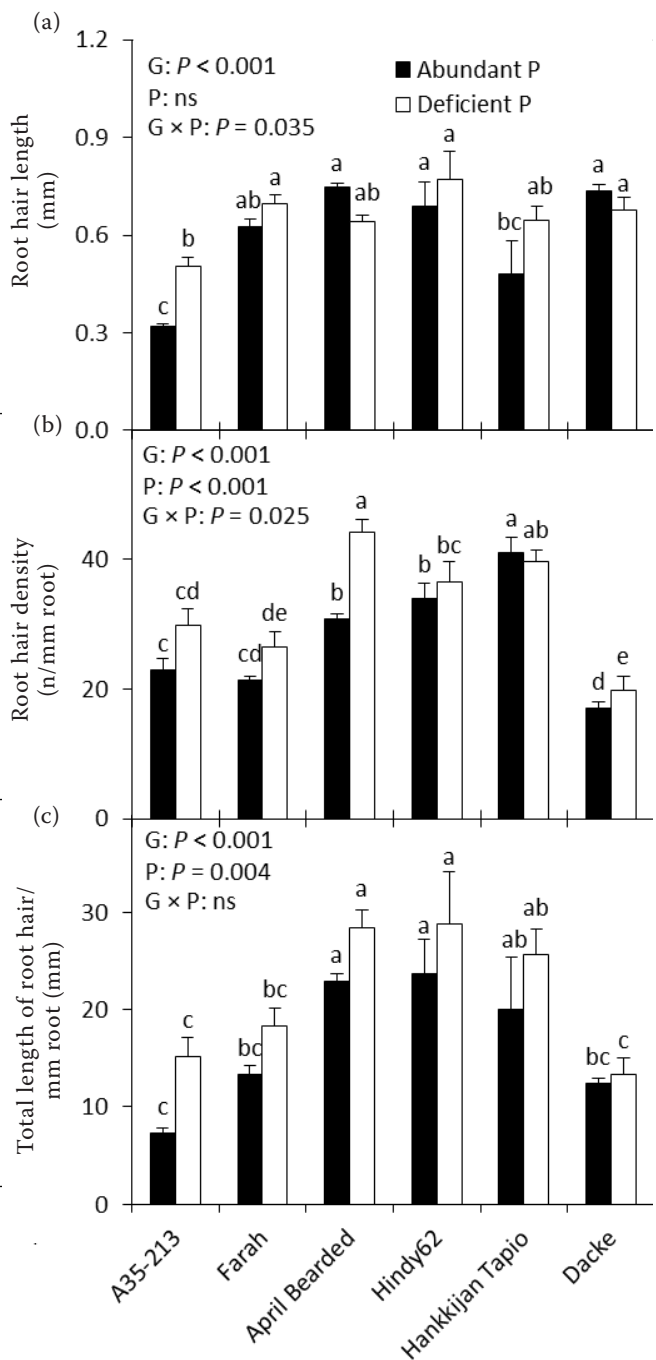 (a)
1.2
0.9
0.6
0.3
0.0
Root hair length
(mm)
G: P < 0.001
P: ns
G × P: P = 0.035
Abundant P
Deficient P
c
b
ab
a
a
ab
a
a
bc
ab
a
a
(b)
40
20
0
Root hair density
(n/mm root)
G: P < 0.001
P: P < 0.001
G × P: P = 0.025
c
cd
cd
de
b
a
b
bc
a
ab
d
e
(c)
30
20
10
0
Total length of root hair/
mm root (mm)
G: P < 0.001
P: P = 0.004
G × P: ns
c
c
bc
bc
a
a
a
a
ab
ab
bc
c
A35-213
Farah
April Bearded
Hindy62
Hankkijan Tapio
Dacke